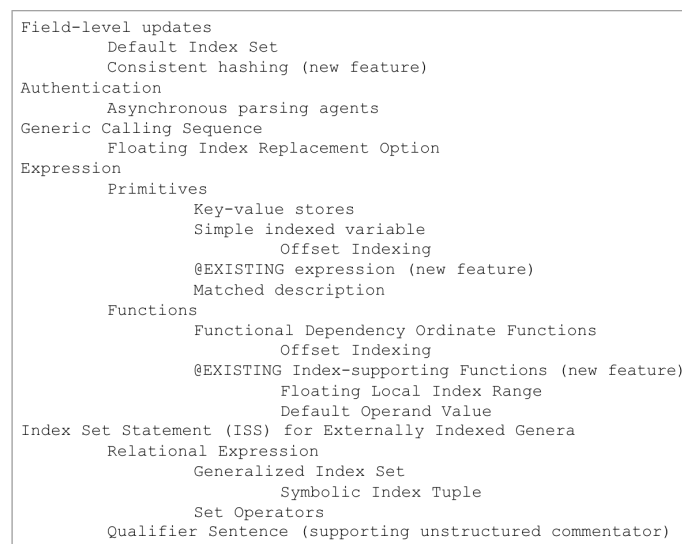 Field-level updates
Default Index Set
Consistent hashing (new feature)
Authentication
Asynchronous parsing agents
Generic Calling Sequence
Floating Index Replacement Option
Expression
Primitives
Key-value stores
Simple indexed variable
Offset Indexing
@EXISTING expression (new feature)
Matched description
Functions
Functional Dependency Ordinate Functions
Offset Indexing
@EXISTING Index-supporting Functions (new feature)
Floating Local Index Range
Default Operand Value
Index Set Statement (ISS) for Externally Indexed Genera
Relational Expression
Generalized Index Set
Symbolic Index Tuple
Set Operators
Qualifier Sentence (supporting unstructured commentator)